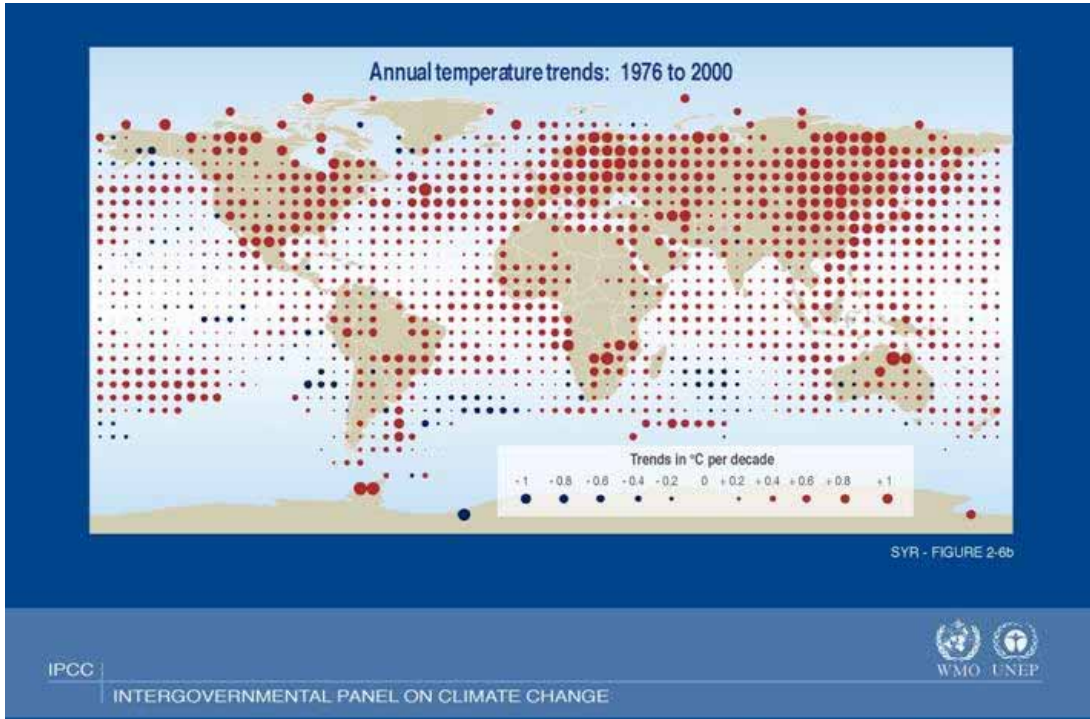 Annual temperature trends: 1976 to 2000
Trends in °C per decade
- 1 - 0.8 - 0.6 - 0.4 - 0.2 0 + 0.2 + 0.4 + 0.6 + 0.8 + 1
SYR - FIGURE 2-6b
WMO UNEP
IPCC
INTERGOVERNMENTAL PANEL ON CLIMATE CHANGE